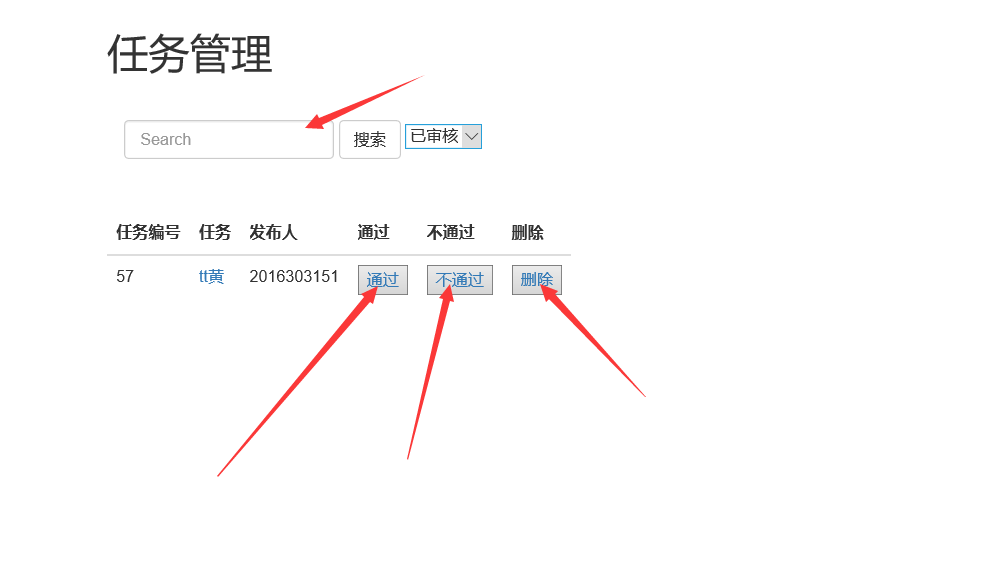 任务管理
Search 搜索 已审核
任务编号 任务 发布人 通过 不通过 删除
57 tt黄 2016303151 通过 不通过 删除